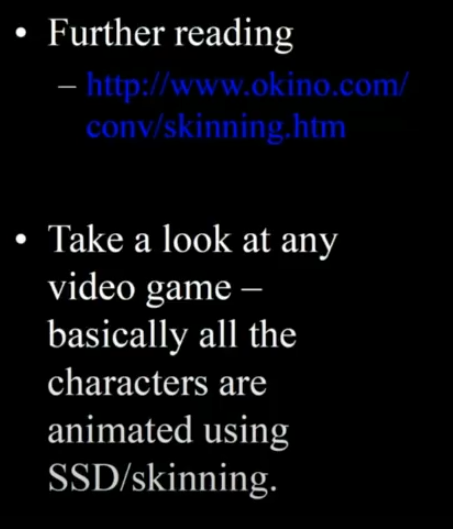 • Further reading
– http://www.okino.com/
conv/skinning.htm
• Take a look at any
video game –
basically all the
characters are
animated using
SSD/skinning.